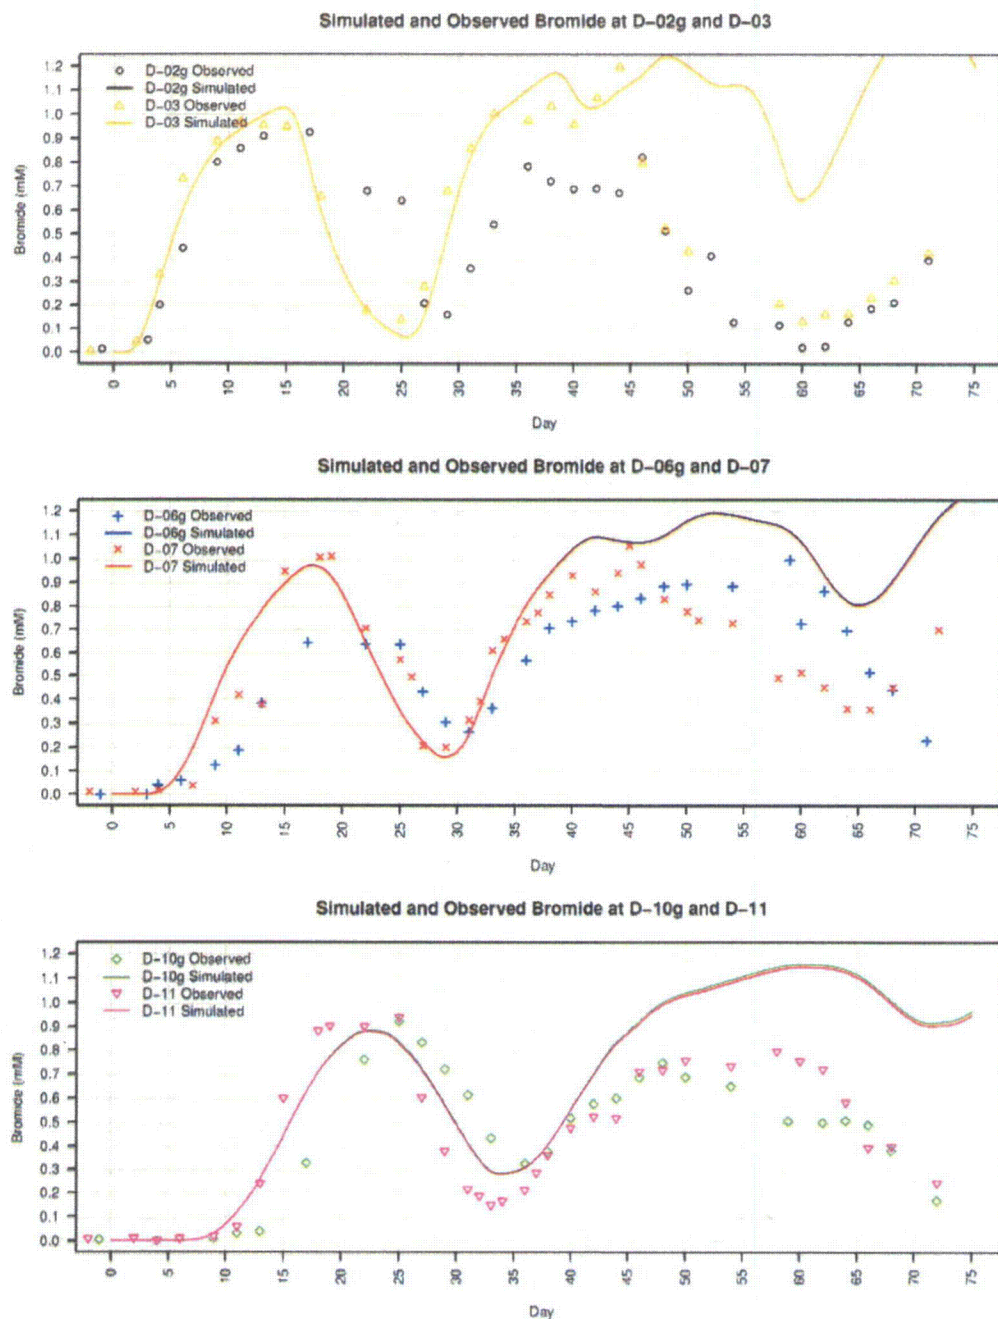 Simulated and Observed Bromide at D-02g and D-03
Bromide (mM)
1.2
1.1
1.0
0.9
0.8
0.7
0.6
0.5
0.4
0.3
0.2
0.1
0.0
D-02g Observed
D-02g Simulated
D-03 Observed
D-03 Simulated
0 5 10 15 20 25 30 35 40 45 50 55 60 65 70 75
Day
Simulated and Observed Bromide at D-06g and D-07
Bromide (mM)
1.2
1.1
1.0
0.9
0.8
0.7
0.6
0.5
0.4
0.3
0.2
0.1
0.0
D-06g Observed
D-06g Simulated
D-07 Observed
D-07 Simulated
0 5 10 15 20 25 30 35 40 45 50 55 60 65 70 75
Day
Simulated and Observed Bromide at D-10g and D-11
Bromide (mM)
1.2
1.1
1.0
0.9
0.8
0.7
0.6
0.5
0.4
0.3
0.2
0.1
0.0
D-10g Observed
D-10g Simulated
D-11 Observed
D-11 Simulated
0 5 10 15 20 25 30 35 40 45 50 55 60 65 70 75
Day